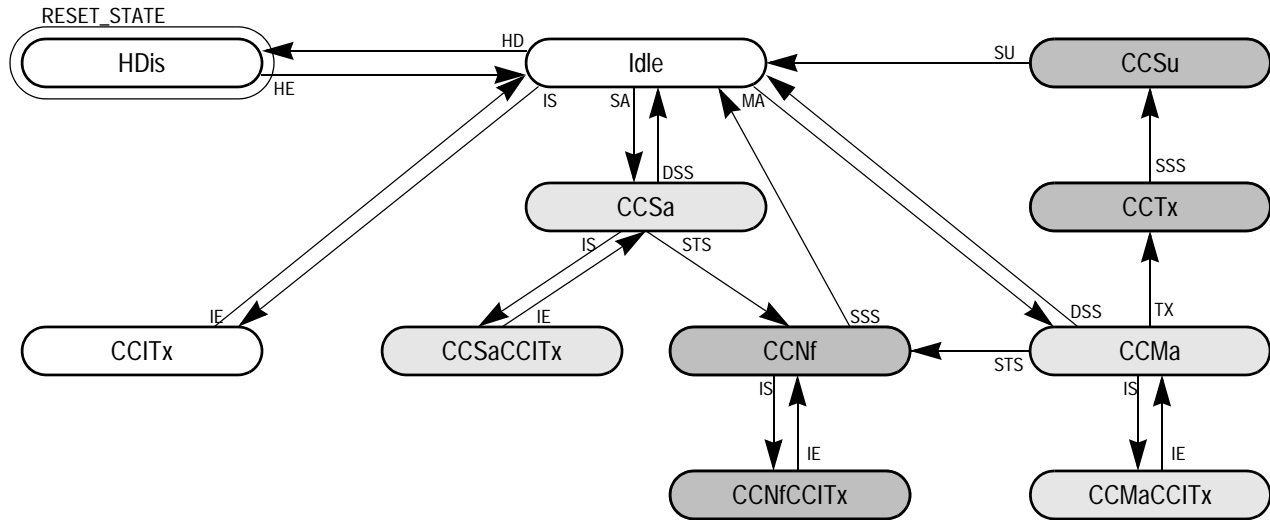 RESET_STATE
HDis
HD
HE
Idle
SU
CCSu
IS
SA
MA
DSS
SSS
CCSa
CCTx
IS
STS
IE
IE
SSS
DSS
TX
CCITx
CCSaCCITx
CCNf
STS
CCMa
IS
IS
IE
IE
CCNfCCITx
CCMaCCITx